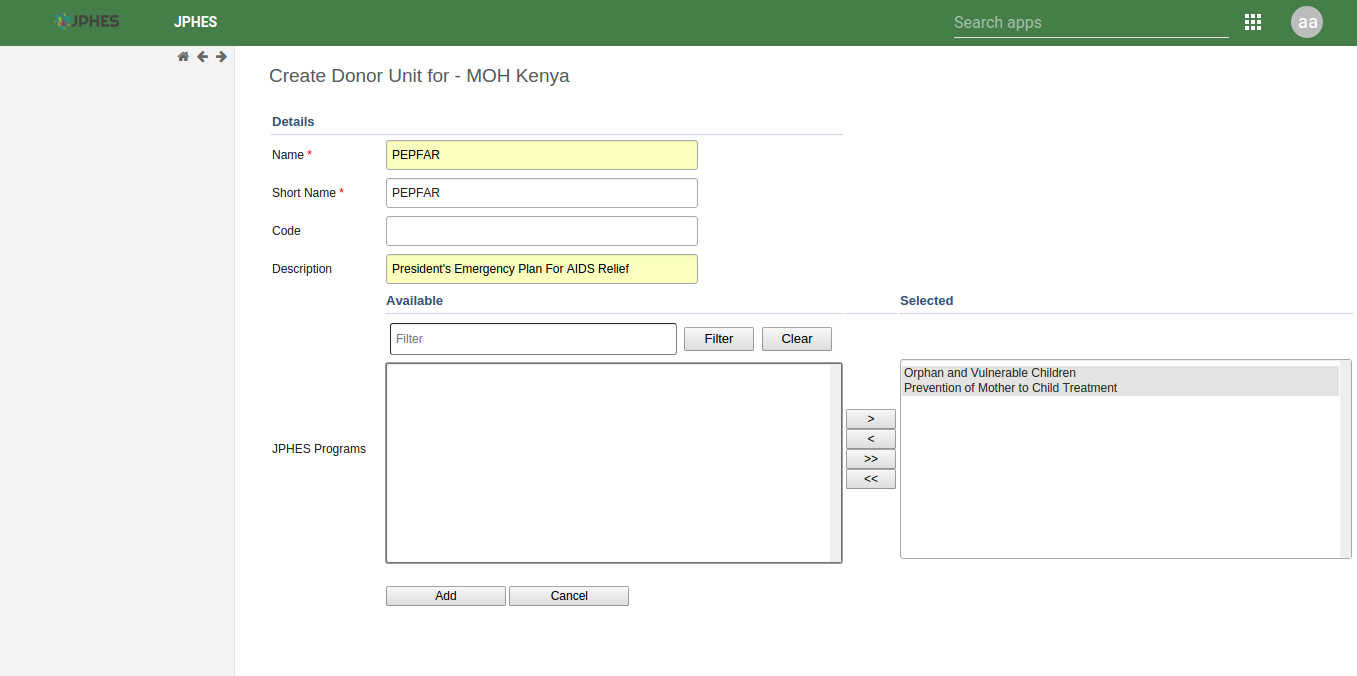 JPHES JPHES Search apps aa
Create Donor Unit for - MOH Kenya
Details
Name * PEPFAR
Short Name * PEPFAR
Code
Description President's Emergency Plan For AIDS Relief
Available Selected
Filter Filter Clear
Orphan and Vulnerable Children
Prevention of Mother to Child Treatment
>
<
JPHES Programs
>>
<<
Add Cancel